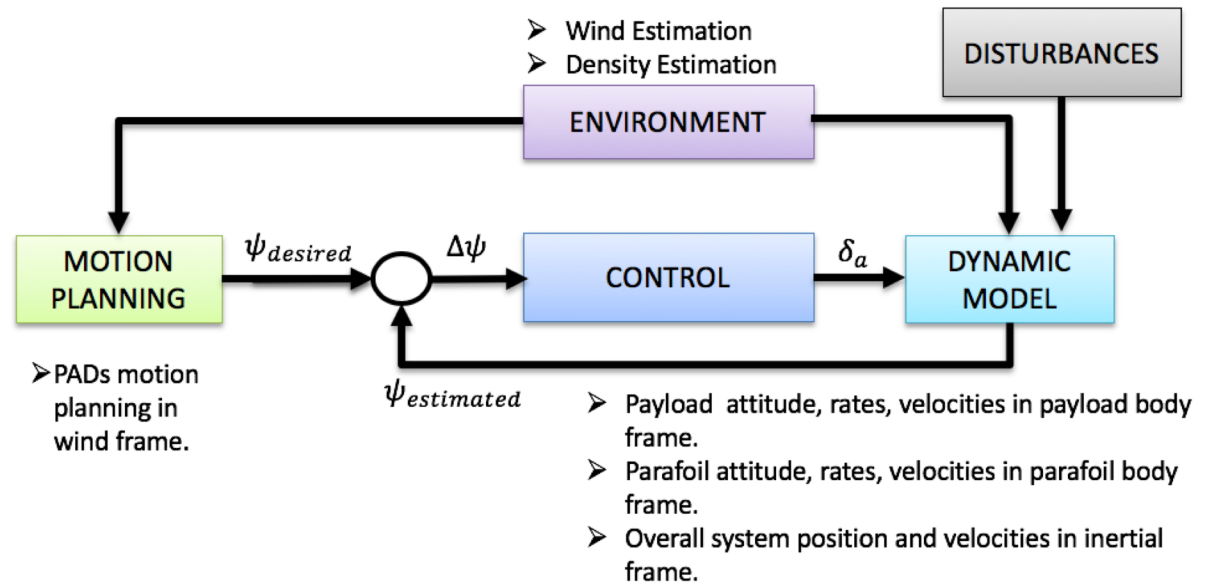 ➢ Wind Estimation
➢ Density Estimation
DISTURBANCES
ENVIRONMENT
MOTION
PLANNING
ψ_desired
Δψ
CONTROL
δ_a
DYNAMIC
MODEL
ψ_estimated
➢PADs motion
planning in
wind frame.
➢ Payload attitude, rates, velocities in payload body
frame.
➢ Parafoil attitude, rates, velocities in parafoil body
frame.
➢ Overall system position and velocities in inertial
frame.